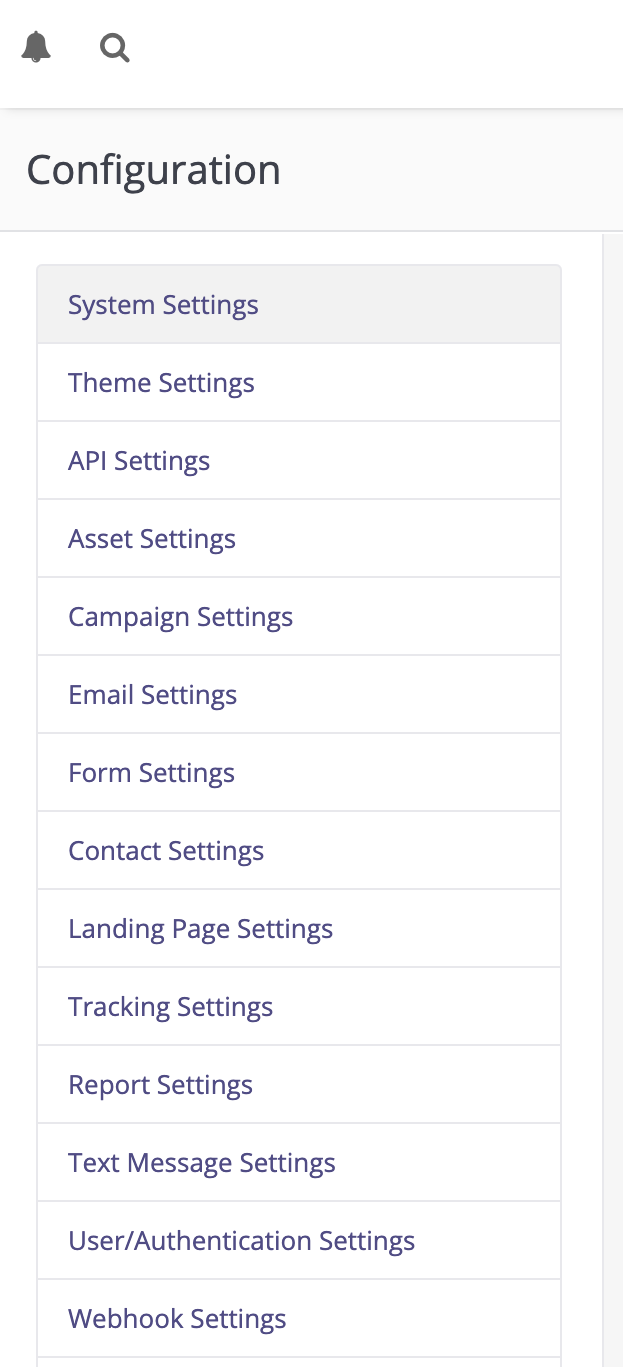 Configuration
System Settings
Theme Settings
API Settings
Asset Settings
Campaign Settings
Email Settings
Form Settings
Contact Settings
Landing Page Settings
Tracking Settings
Report Settings
Text Message Settings
User/Authentication Settings
Webhook Settings